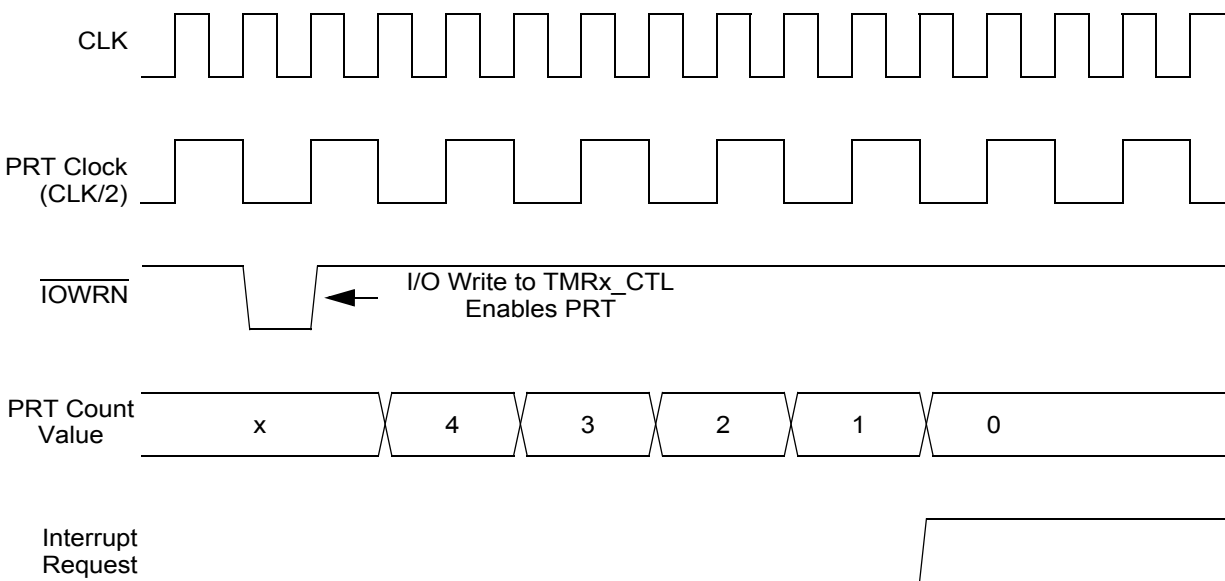 CLK
PRT Clock
(CLK/2)
IOWRN
I/O Write to TMRx_CTL
Enables PRT
PRT Count
Value
x 4 3 2 1 0
Interrupt
Request